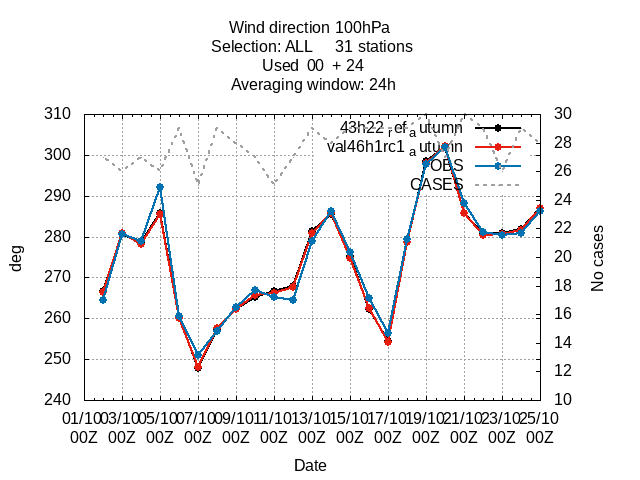 Wind direction 100hPa
Selection: ALL 31 stations
Used 00 + 24
Averaging window: 24h
310 30
300 28
290 26
280 24
270 22
260 20
250 18
240 16
14
12
10
43h22ref autumn
val46h1rc1 autumn
OBS
CASES
deg
No cases
01/10 03/10 05/10 07/10 09/10 11/10 13/10 15/10 17/10 19/10 21/10 23/10 25/10
00Z 00Z 00Z 00Z 00Z 00Z 00Z 00Z 00Z 00Z 00Z 00Z 00Z
Date